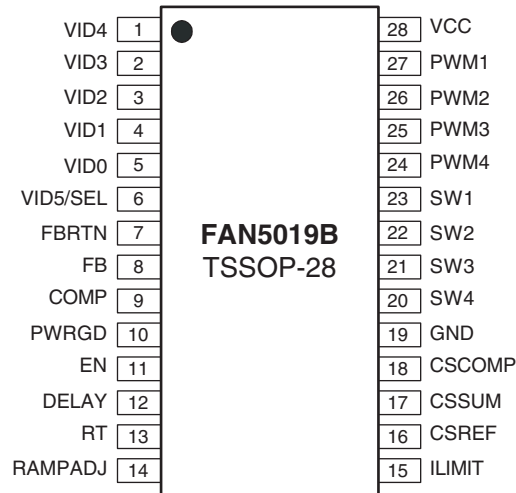 VID4 1
VID3 2
VID2 3
VID1 4
VID0 5
VID5/SEL 6
FBRTN 7
FB 8
COMP 9
PWRGD 10
EN 11
DELAY 12
RT 13
RAMPADJ 14
FAN5019B
TSSOP-28
28 VCC
27 PWM1
26 PWM2
25 PWM3
24 PWM4
23 SW1
22 SW2
21 SW3
20 SW4
19 GND
18 CSCOMP
17 CSSUM
16 CSREF
15 ILIMIT